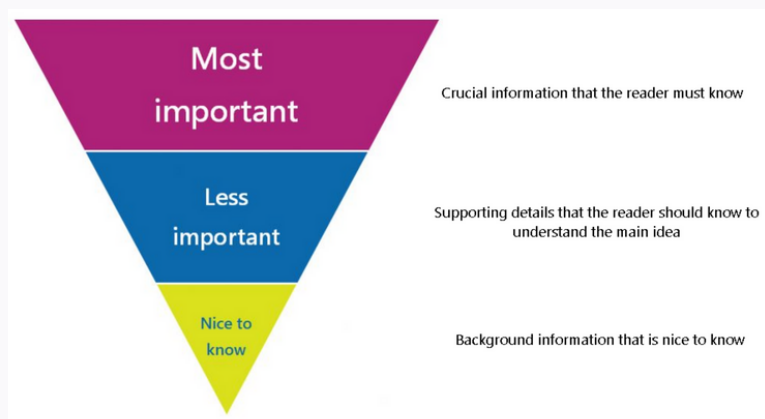 Most
important
Crucial information that the reader must know
Less
important
Supporting details that the reader should know to
understand the main idea
Nice to
know
Background information that is nice to know